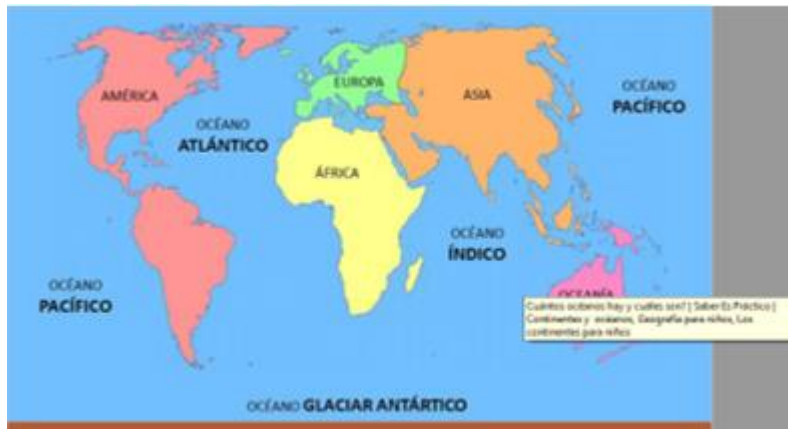 EUROPA
AMÉRICA
ASIA
OCÉANO
PACÍFICO
OCÉANO
ATLÁNTICO
ÁFRICA
OCÉANO
ÍNDICO
OCÉANO
PACÍFICO
OCEANÍA
Cuántos océanos hay y cuáles son? | Saber Es Práctico |
Continentes y océanos, Geografía para niños, Los
continentes para niños
OCÉANO GLACIAR ANTÁRTICO